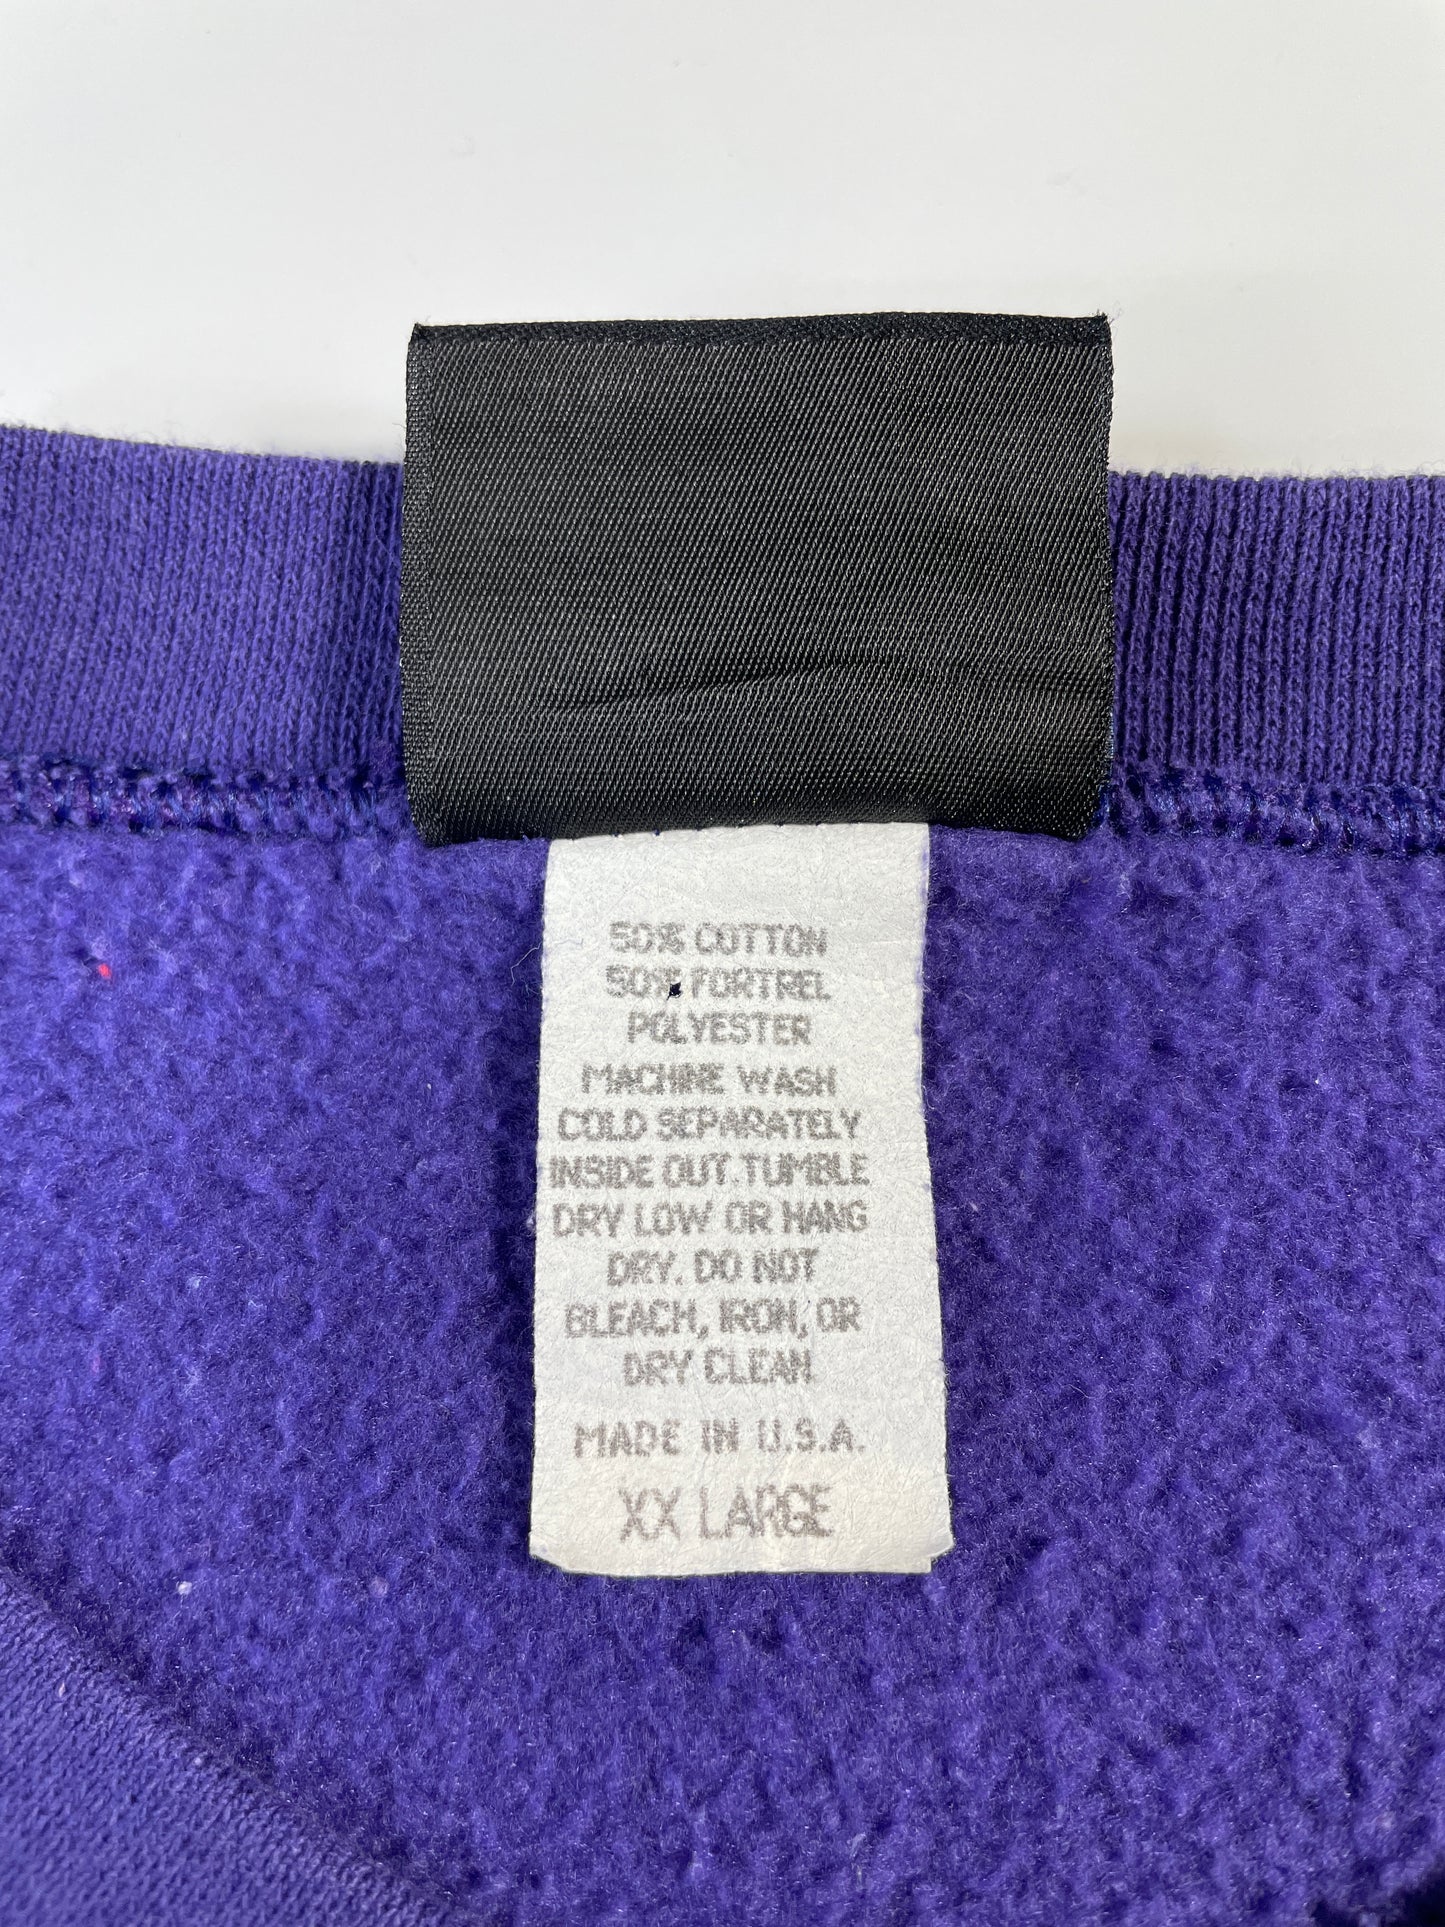 50% COTTON
50% FORTREL
POLYESTER
MACHINE WASH
COLD SEPARATELY
INSIDE OUT. TUMBLE
DRY LOW OR HANG
DRY. DO NOT
BLEACH, IRON, OR
DRY CLEAN.
MADE IN U.S.A.
XX LARGE